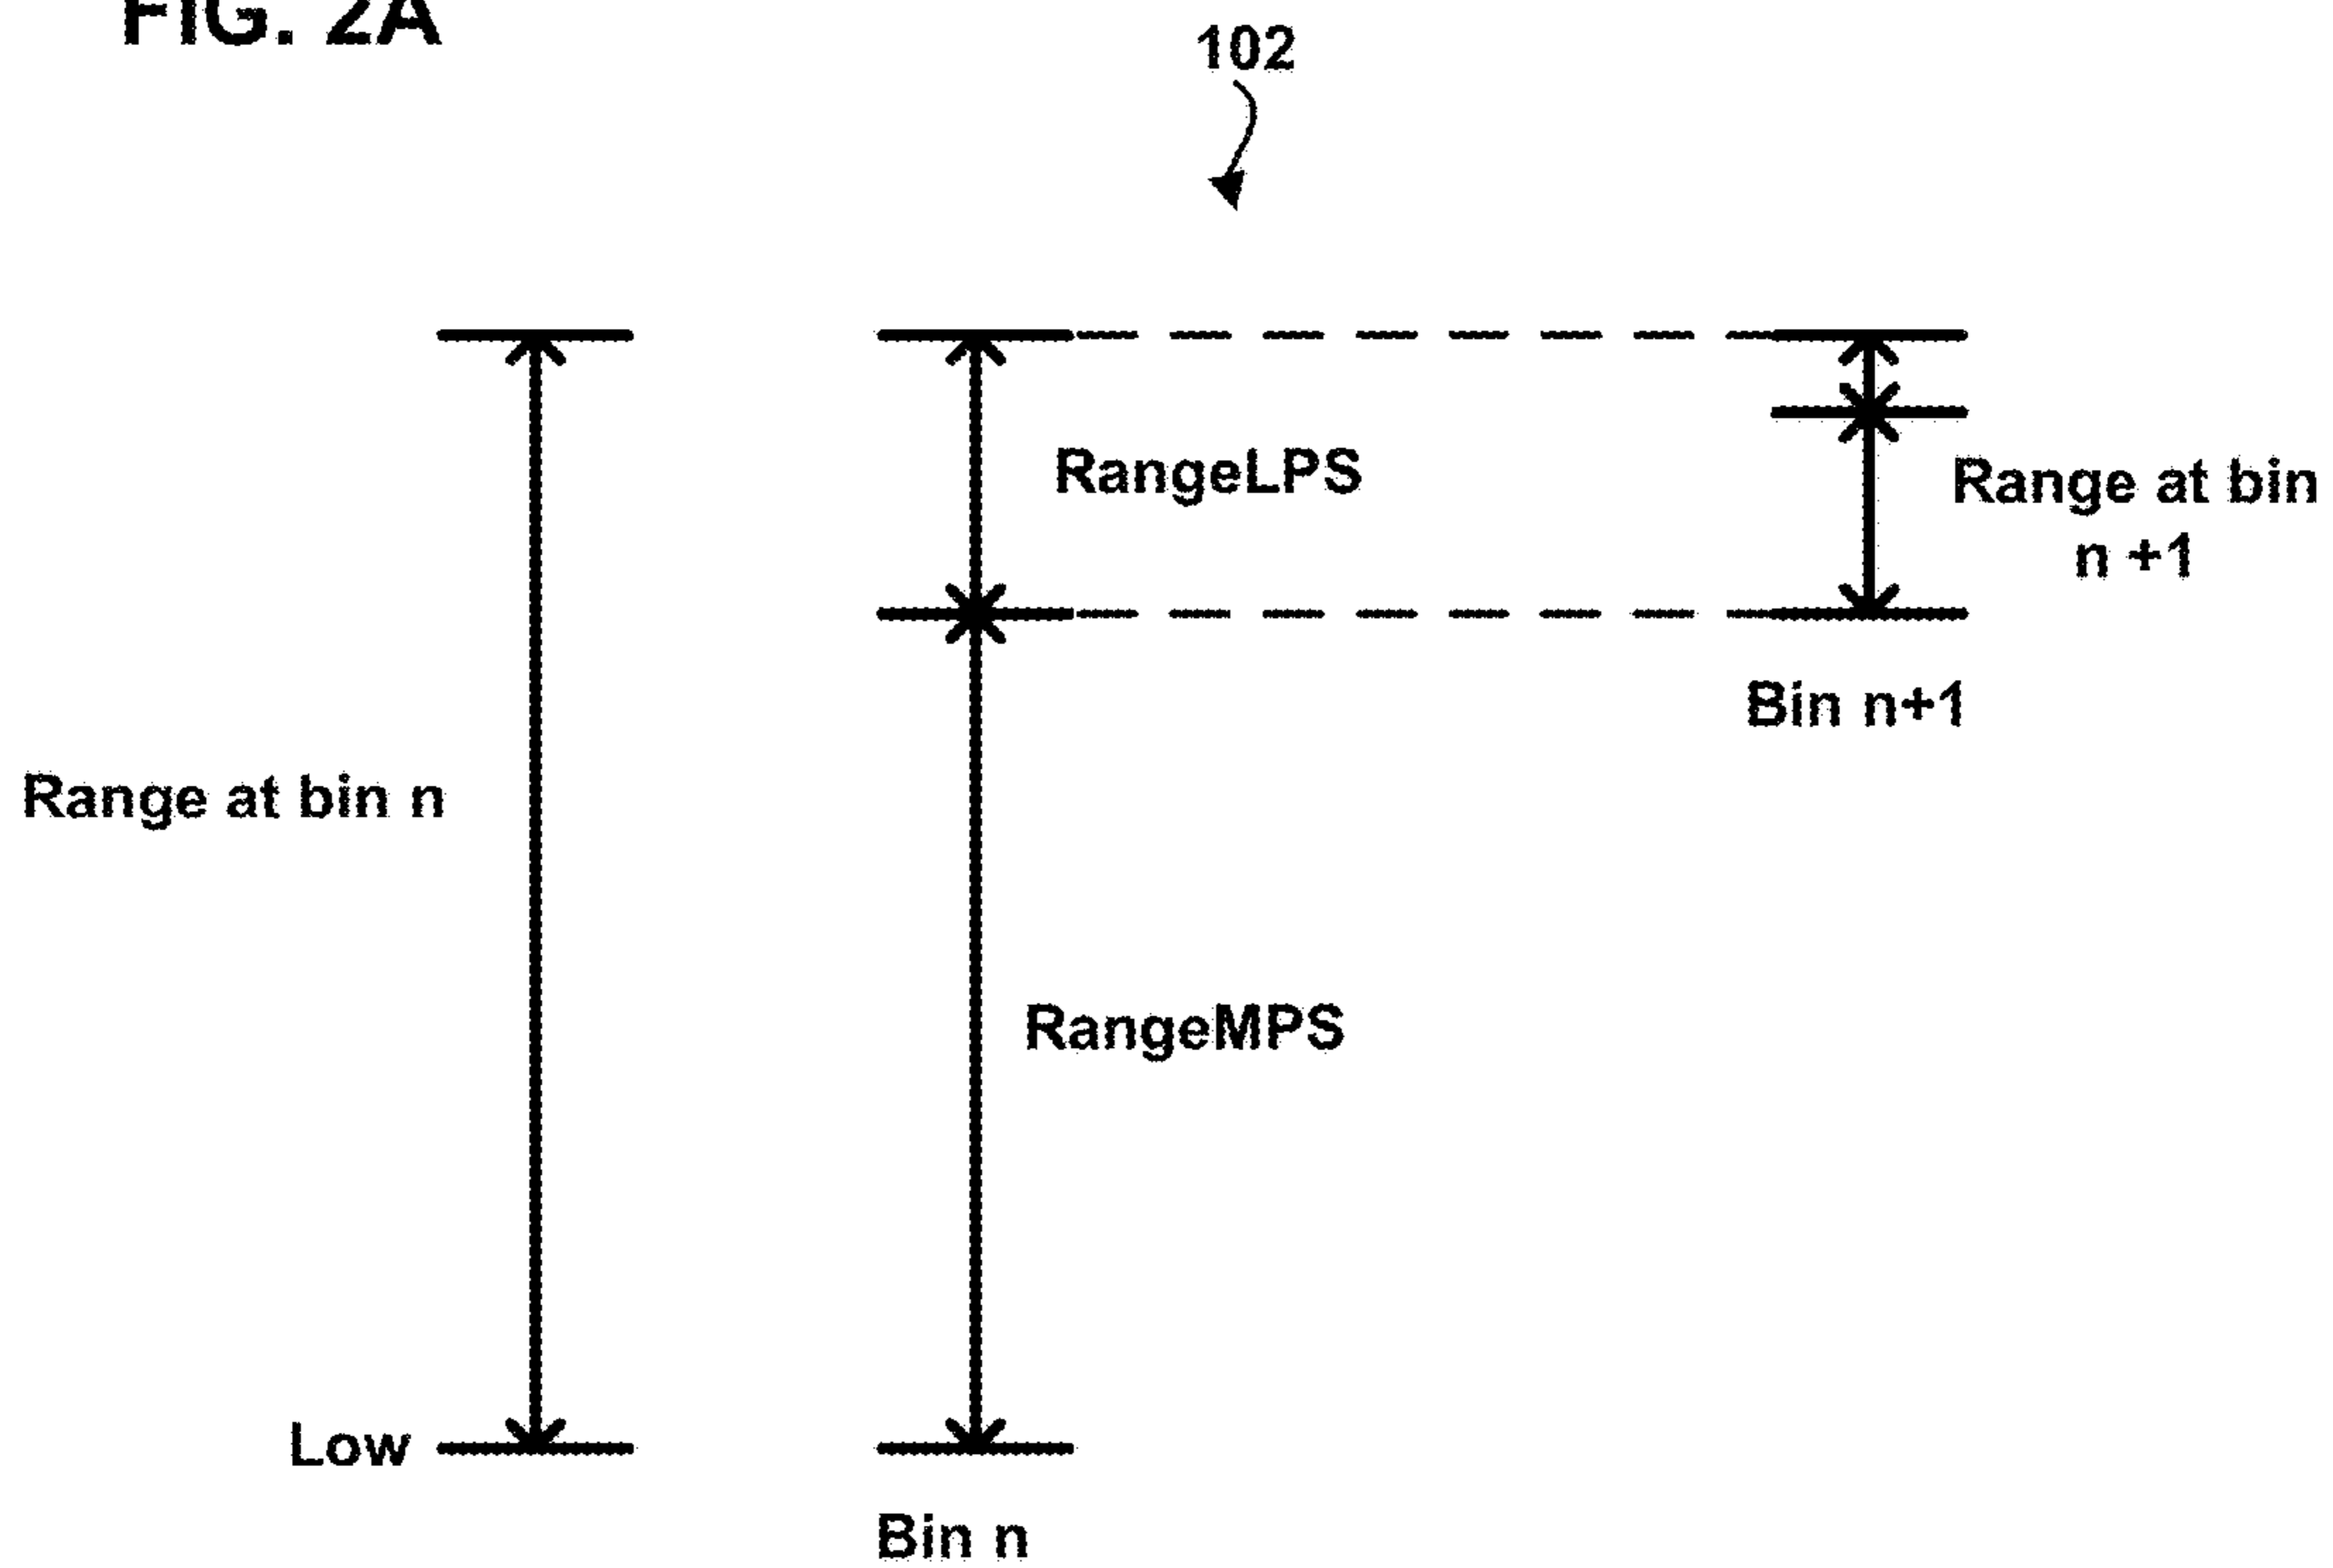 FIG. 2A
102
RangeLPS
Range at bin
n +1
Bin n+1
Range at bin n
RangeMPS
Low
Bin n